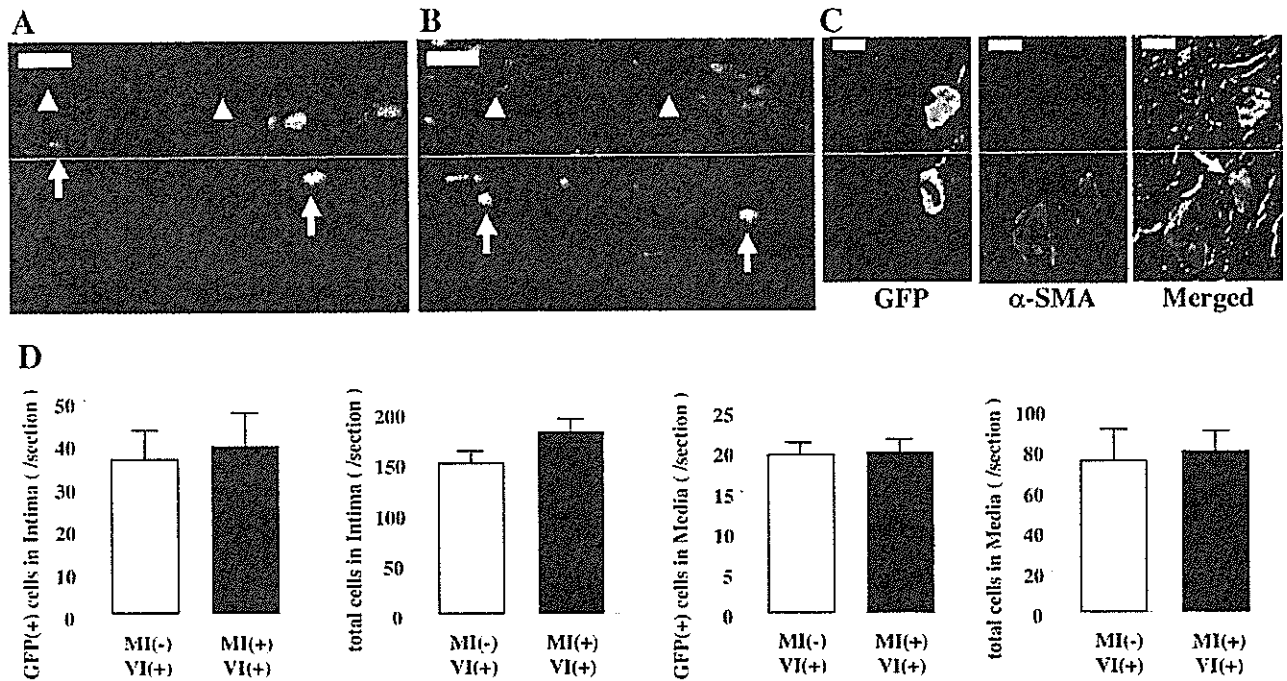 A
B
C
GFP
α-SMA
Merged
D
GFP(+) cells in Intima ( /section )
50
40
30
40
20
10
0
MI(-)
VI(+)
MI(+)
VI(+)
total cells in Intima ( /section )
200
150
100
50
0
MI(-)
VI(+)
MI(+)
VI(+)
GFP(+) cells in Media ( /section )
25
20
15
10
5
0
MI(-)
VI(+)
MI(+)
VI(+)
total cells in Media ( /section )
100
80
60
40
20
0
MI(-)
VI(+)
MI(+)
VI(+)